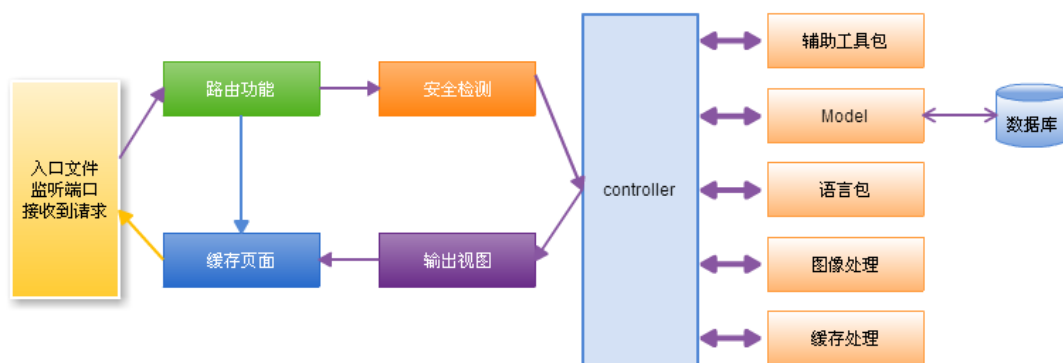 入口文件
监听端口
接收到请求
路由功能
安全检测
缓存页面
输出视图
controller
辅助工具包
Model
数据库
语言包
图像处理
缓存处理